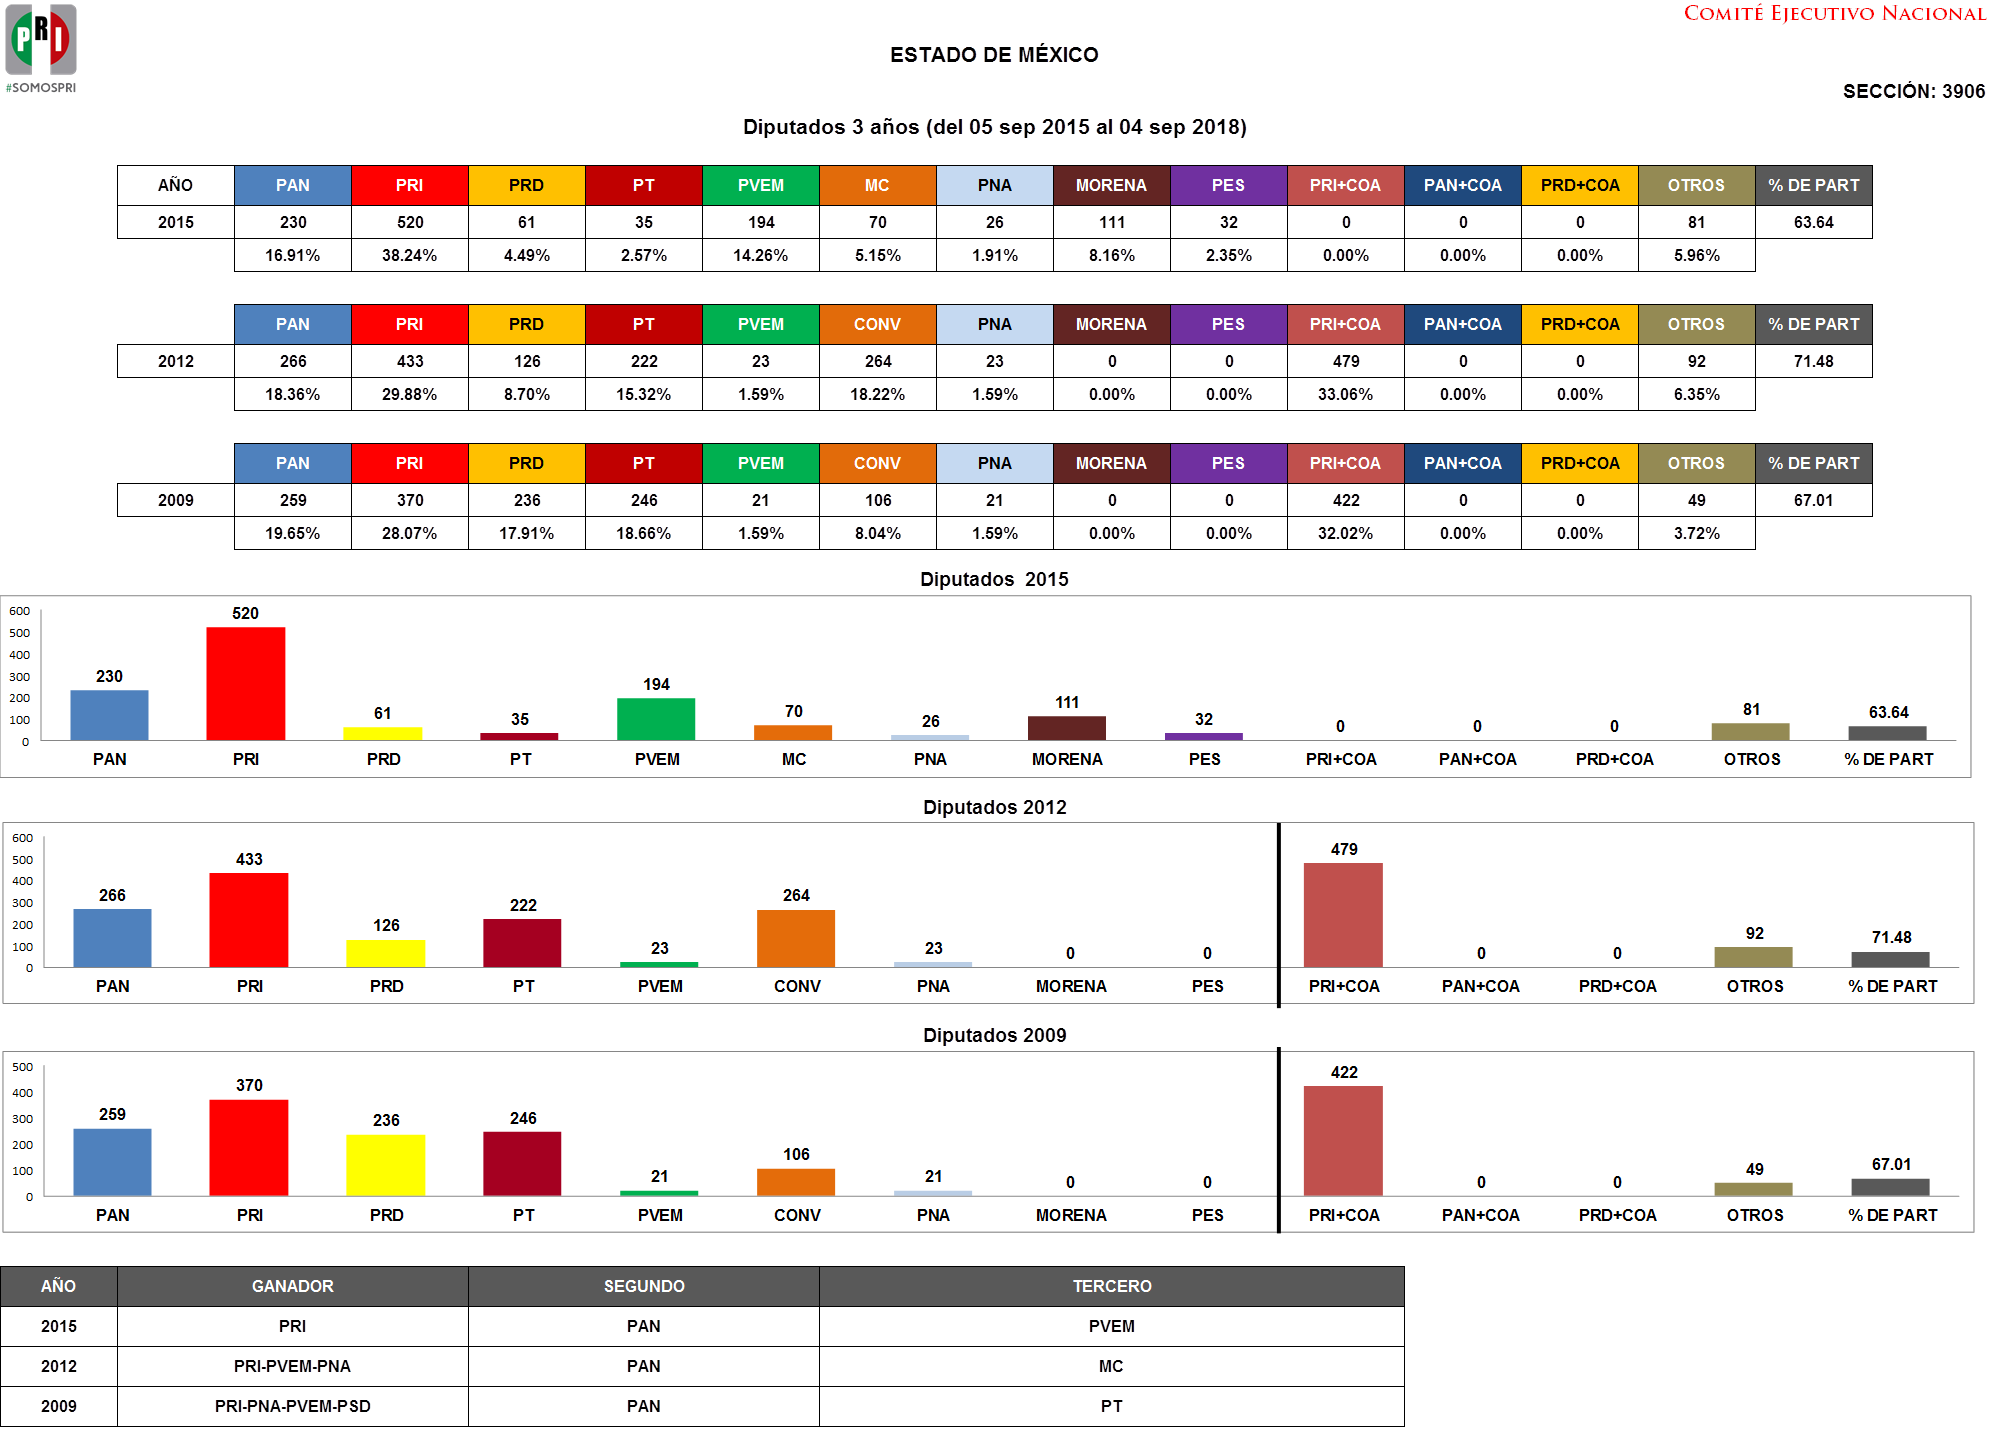 PRI
#SOMOSPRI
COMITÉ EJECUTIVO NACIONAL
ESTADO DE MÉXICO
SECCIÓN: 3906
Diputados 3 años (del 05 sep 2015 al 04 sep 2018)
AÑO PAN PRI PRD PT PVEM MC PNA MORENA PES PRI+COA PAN+COA PRD+COA OTROS % DE PART
2015 230 520 61 35 194 70 26 111 32 0 0 0 81 63.64
16.91% 38.24% 4.49% 2.57% 14.26% 5.15% 1.91% 8.16% 2.35% 0.00% 0.00% 0.00% 5.96%
PAN PRI PRD PT PVEM CONV PNA MORENA PES PRI+COA PAN+COA PRD+COA OTROS % DE PART
2012 266 433 126 222 23 264 23 0 0 479 0 0 92 71.48
18.36% 29.88% 8.70% 15.32% 1.59% 18.22% 1.59% 0.00% 0.00% 33.06% 0.00% 0.00% 6.35%
PAN PRI PRD PT PVEM CONV PNA MORENA PES PRI+COA PAN+COA PRD+COA OTROS % DE PART
2009 259 370 236 246 21 106 21 0 0 422 0 0 49 67.01
19.65% 28.07% 17.91% 18.66% 1.59% 8.04% 1.59% 0.00% 0.00% 32.02% 0.00% 0.00% 3.72%
Diputados 2015
600
500
400
300
200
100
0
230 520 61 35 194 70 26 111 32 0 0 0 81 63.64
PAN PRI PRD PT PVEM MC PNA MORENA PES PRI+COA PAN+COA PRD+COA OTROS % DE PART
Diputados 2012
600
500
400
300
200
100
0
266 433 126 222 23 264 23 0 0 479 0 0 92 71.48
PAN PRI PRD PT PVEM CONV PNA MORENA PES PRI+COA PAN+COA PRD+COA OTROS % DE PART
Diputados 2009
500
400
300
200
100
0
259 370 236 246 21 106 21 0 0 422 0 0 49 67.01
PAN PRI PRD PT PVEM CONV PNA MORENA PES PRI+COA PAN+COA PRD+COA OTROS % DE PART
AÑO GANADOR SEGUNDO TERCERO
2015 PRI PAN PVEM
2012 PRI-PVEM-PNA PAN MC
2009 PRI-PNA-PVEM-PSD PAN PT